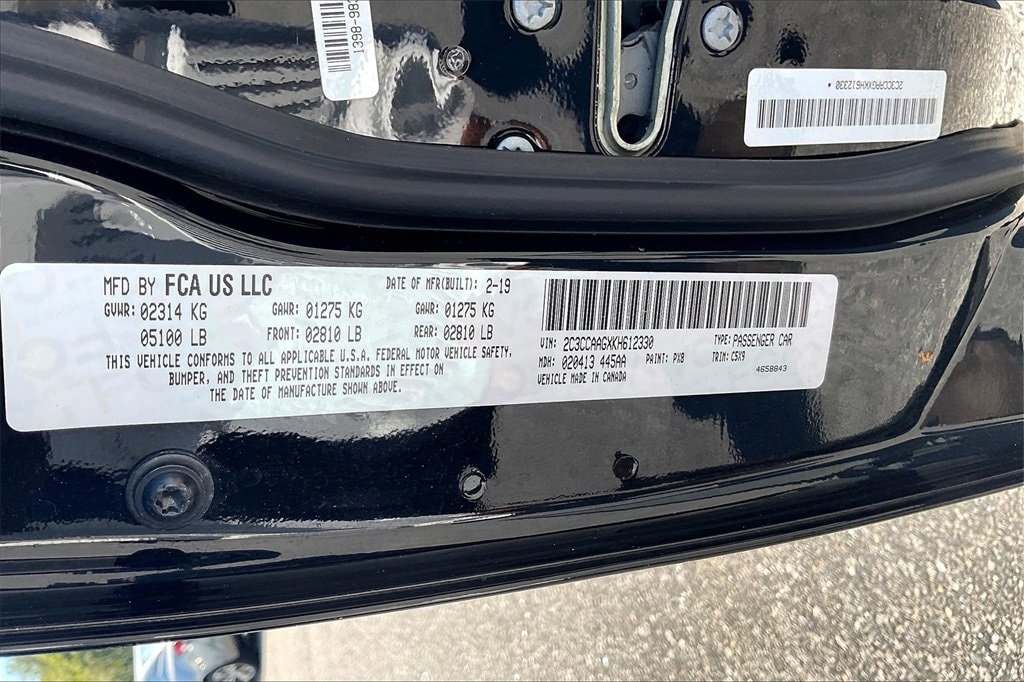 1398-98
2C3CCAAGXKH612330 *
MFD BY FCA US LLC DATE OF MFR(BUILT): 2-19
GVWR: 02314 KG GAWR: 01275 KG GAWR: 01275 KG
05100 LB FRONT: 02810 LB REAR: 02810 LB
THIS VEHICLE CONFORMS TO ALL APPLICABLE U.S.A. FEDERAL MOTOR VEHICLE SAFETY,
BUMPER, AND THEFT PREVENTION STANDARDS IN EFFECT ON
THE DATE OF MANUFACTURE SHOWN ABOVE.
VIN: 2C3CCAAGXKH612330 TYPE: PASSENGER CAR
MDH: 020413 445AA PAINT: PX8 TRIM: C5X9
VEHICLE MADE IN CANADA 4658843